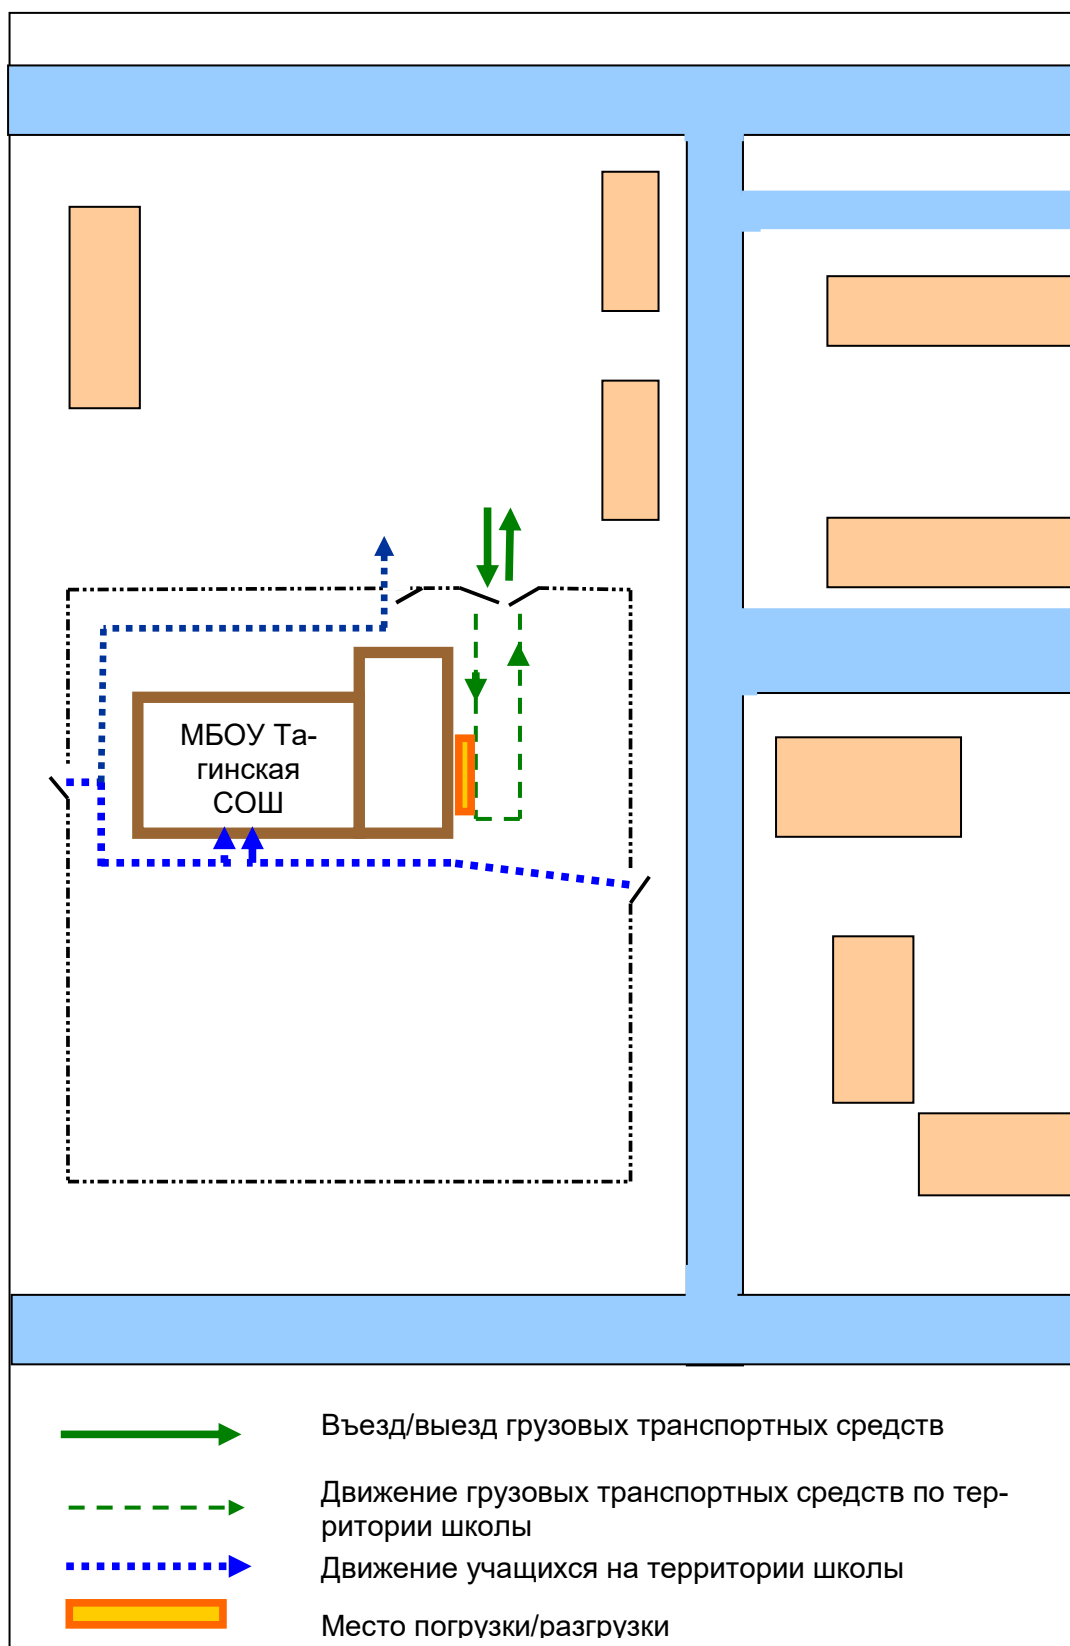 МБОУ Та-
гинская
СОШ
Въезд/выезд грузовых транспортных средств
Движение грузовых транспортных средств по тер-
ритории школы
Движение учащихся на территории школы
Место погрузки/разгрузки